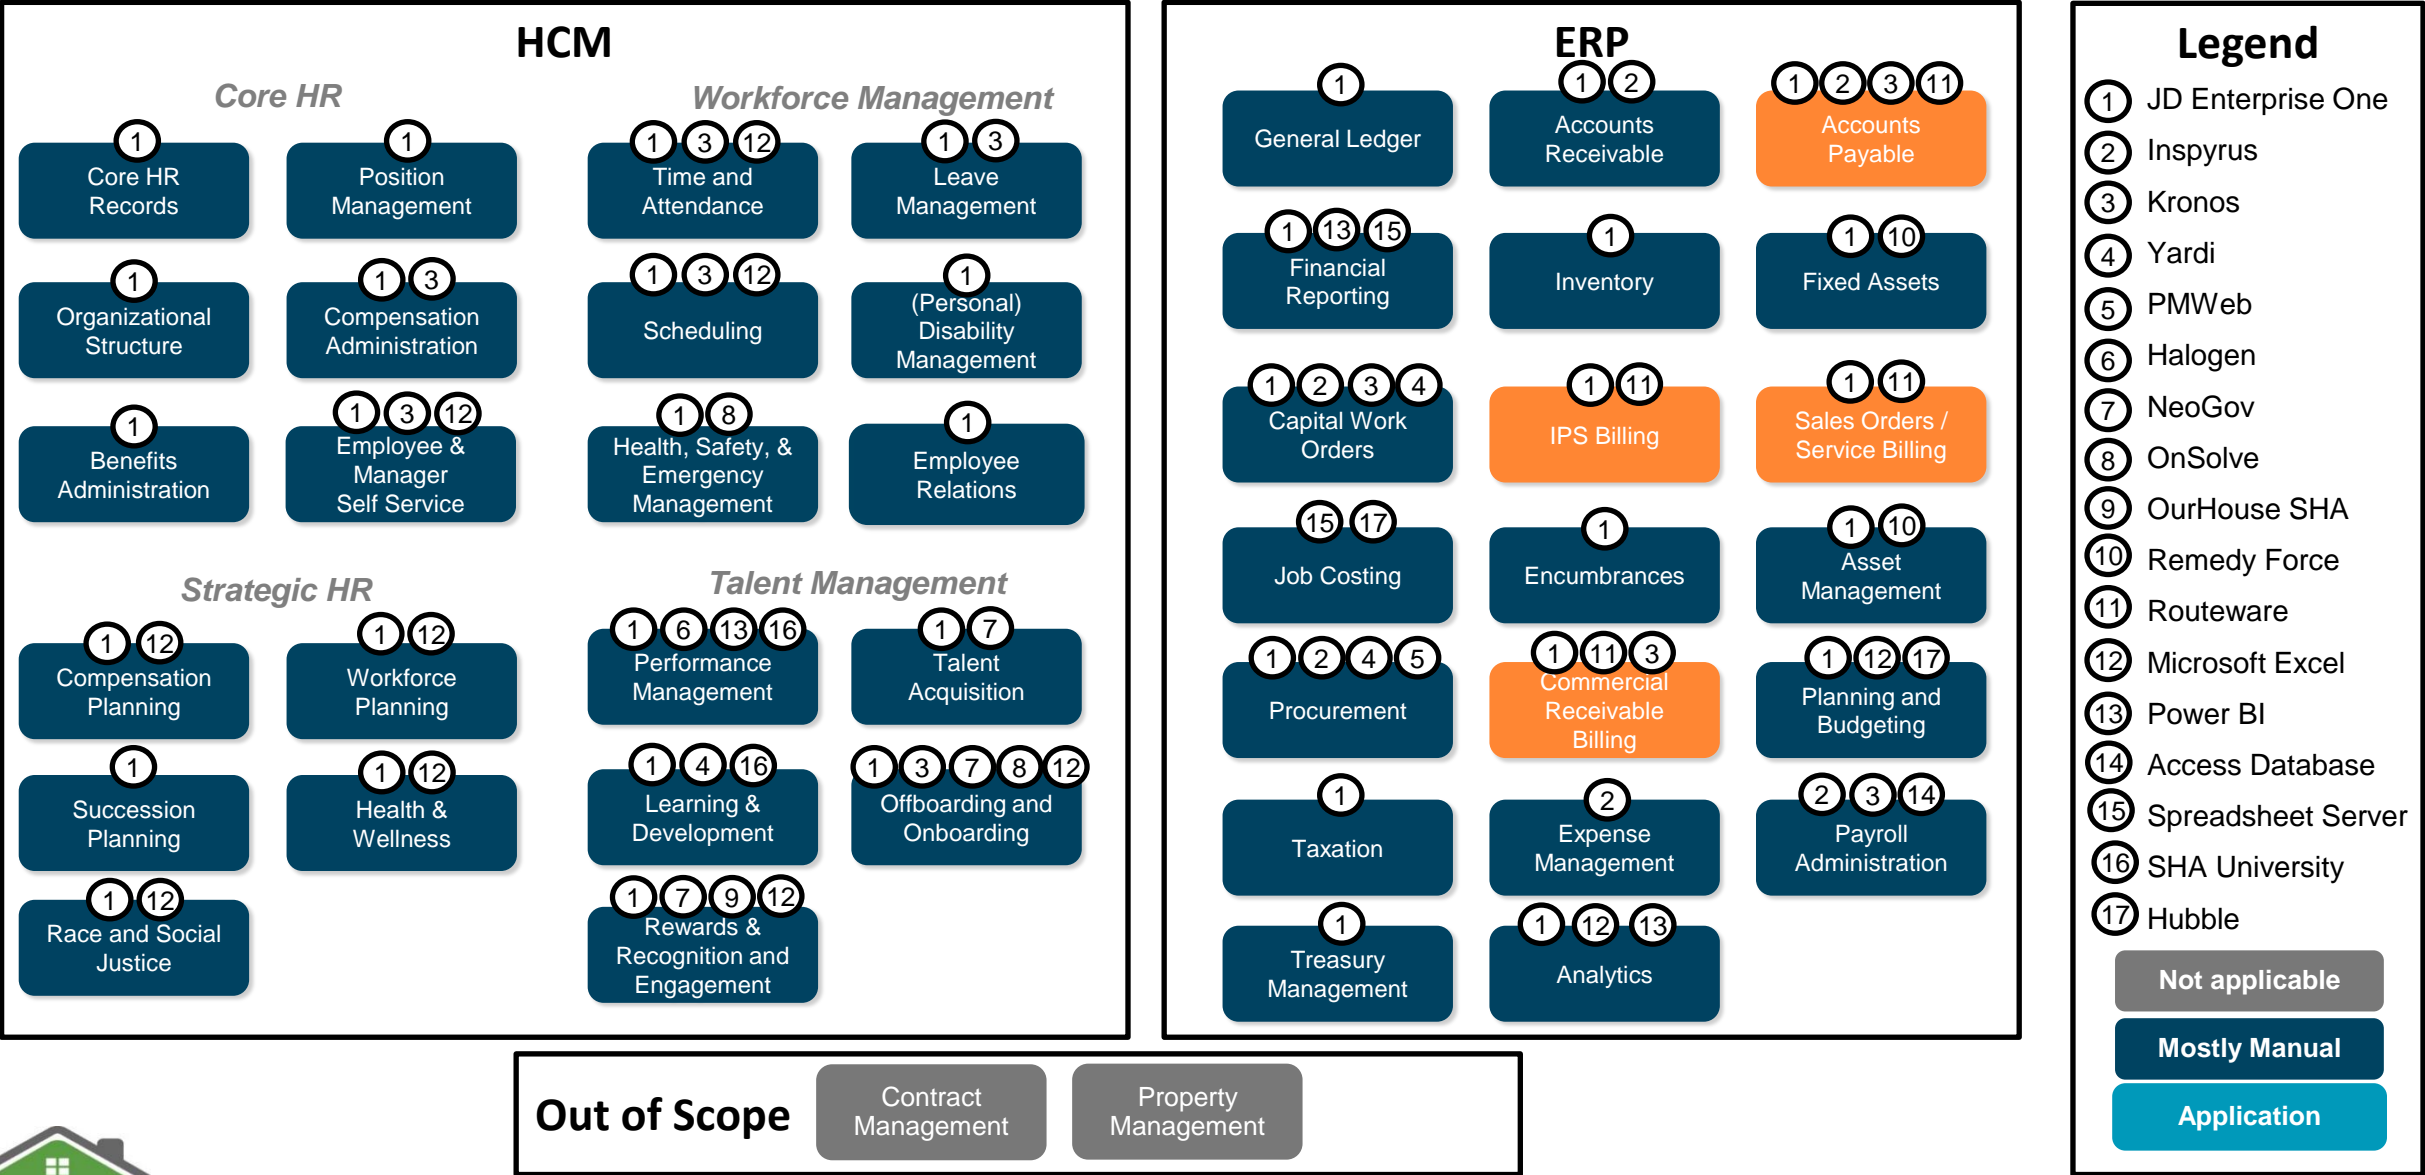 HCM
Core HR
1
Core HR
Records
1
Position
Management
1
Organizational
Structure
1 3
Compensation
Administration
1
Benefits
Administration
1 3 12
Employee &
Manager
Self Service
Workforce Management
1 3 12
Time and
Attendance
1 3
Leave
Management
1 3 12
Scheduling
1
(Personal)
Disability
Management
1 8
Health, Safety, &
Emergency
Management
1
Employee
Relations
Strategic HR
1 12
Compensation
Planning
1 12
Workforce
Planning
1
Succession
Planning
1 12
Health &
Wellness
1 12
Race and Social
Justice
Talent Management
1 6 13 16
Performance
Management
1 7
Talent
Acquisition
1 4 16
Learning &
Development
1 3 7 8 12
Offboarding and
Onboarding
1 7 9 12
Rewards &
Recognition and
Engagement
ERP
1
General Ledger
1 2
Accounts
Receivable
1 2 3 11
Accounts
Payable
1 13 15
Financial
Reporting
1
Inventory
1 10
Fixed Assets
1 2 3 4
Capital Work
Orders
1 11
IPS Billing
1 11
Sales Orders /
Service Billing
15 17
Job Costing
1
Encumbrances
1 10
Asset
Management
1 2 4 5
Procurement
1 11 3
Commercial
Receivable
Billing
1 12 17
Planning and
Budgeting
1
Taxation
2
Expense
Management
2 3 14
Payroll
Administration
1
Treasury
Management
1 12 13
Analytics
Legend
1 JD Enterprise One
2 Inspyrus
3 Kronos
4 Yardi
5 PMWeb
6 Halogen
7 NeoGov
8 OnSolve
9 OurHouse SHA
10 Remedy Force
11 Routeware
12 Microsoft Excel
13 Power BI
14 Access Database
15 Spreadsheet Server
16 SHA University
17 Hubble
Not applicable
Mostly Manual
Application
Out of Scope
Contract
Management
Property
Management